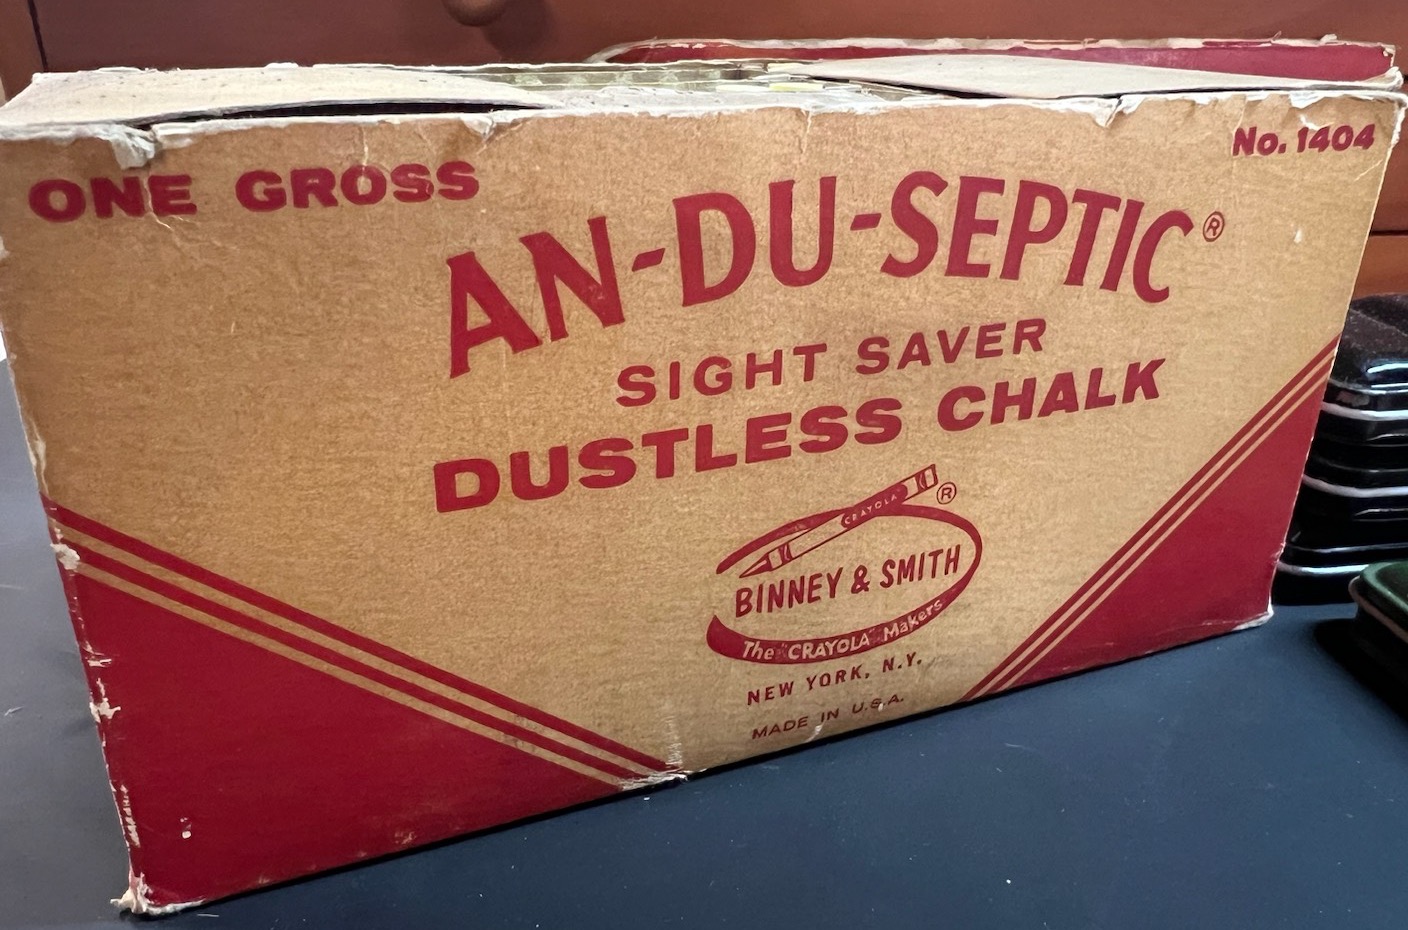 ONE GROSS
No. 1404
AN-DU-SEPTIC®
SIGHT SAVER
DUSTLESS CHALK
CRAYOLA ®
BINNEY & SMITH
The CRAYOLA Makers
NEW YORK, N.Y.
MADE IN U.S.A.